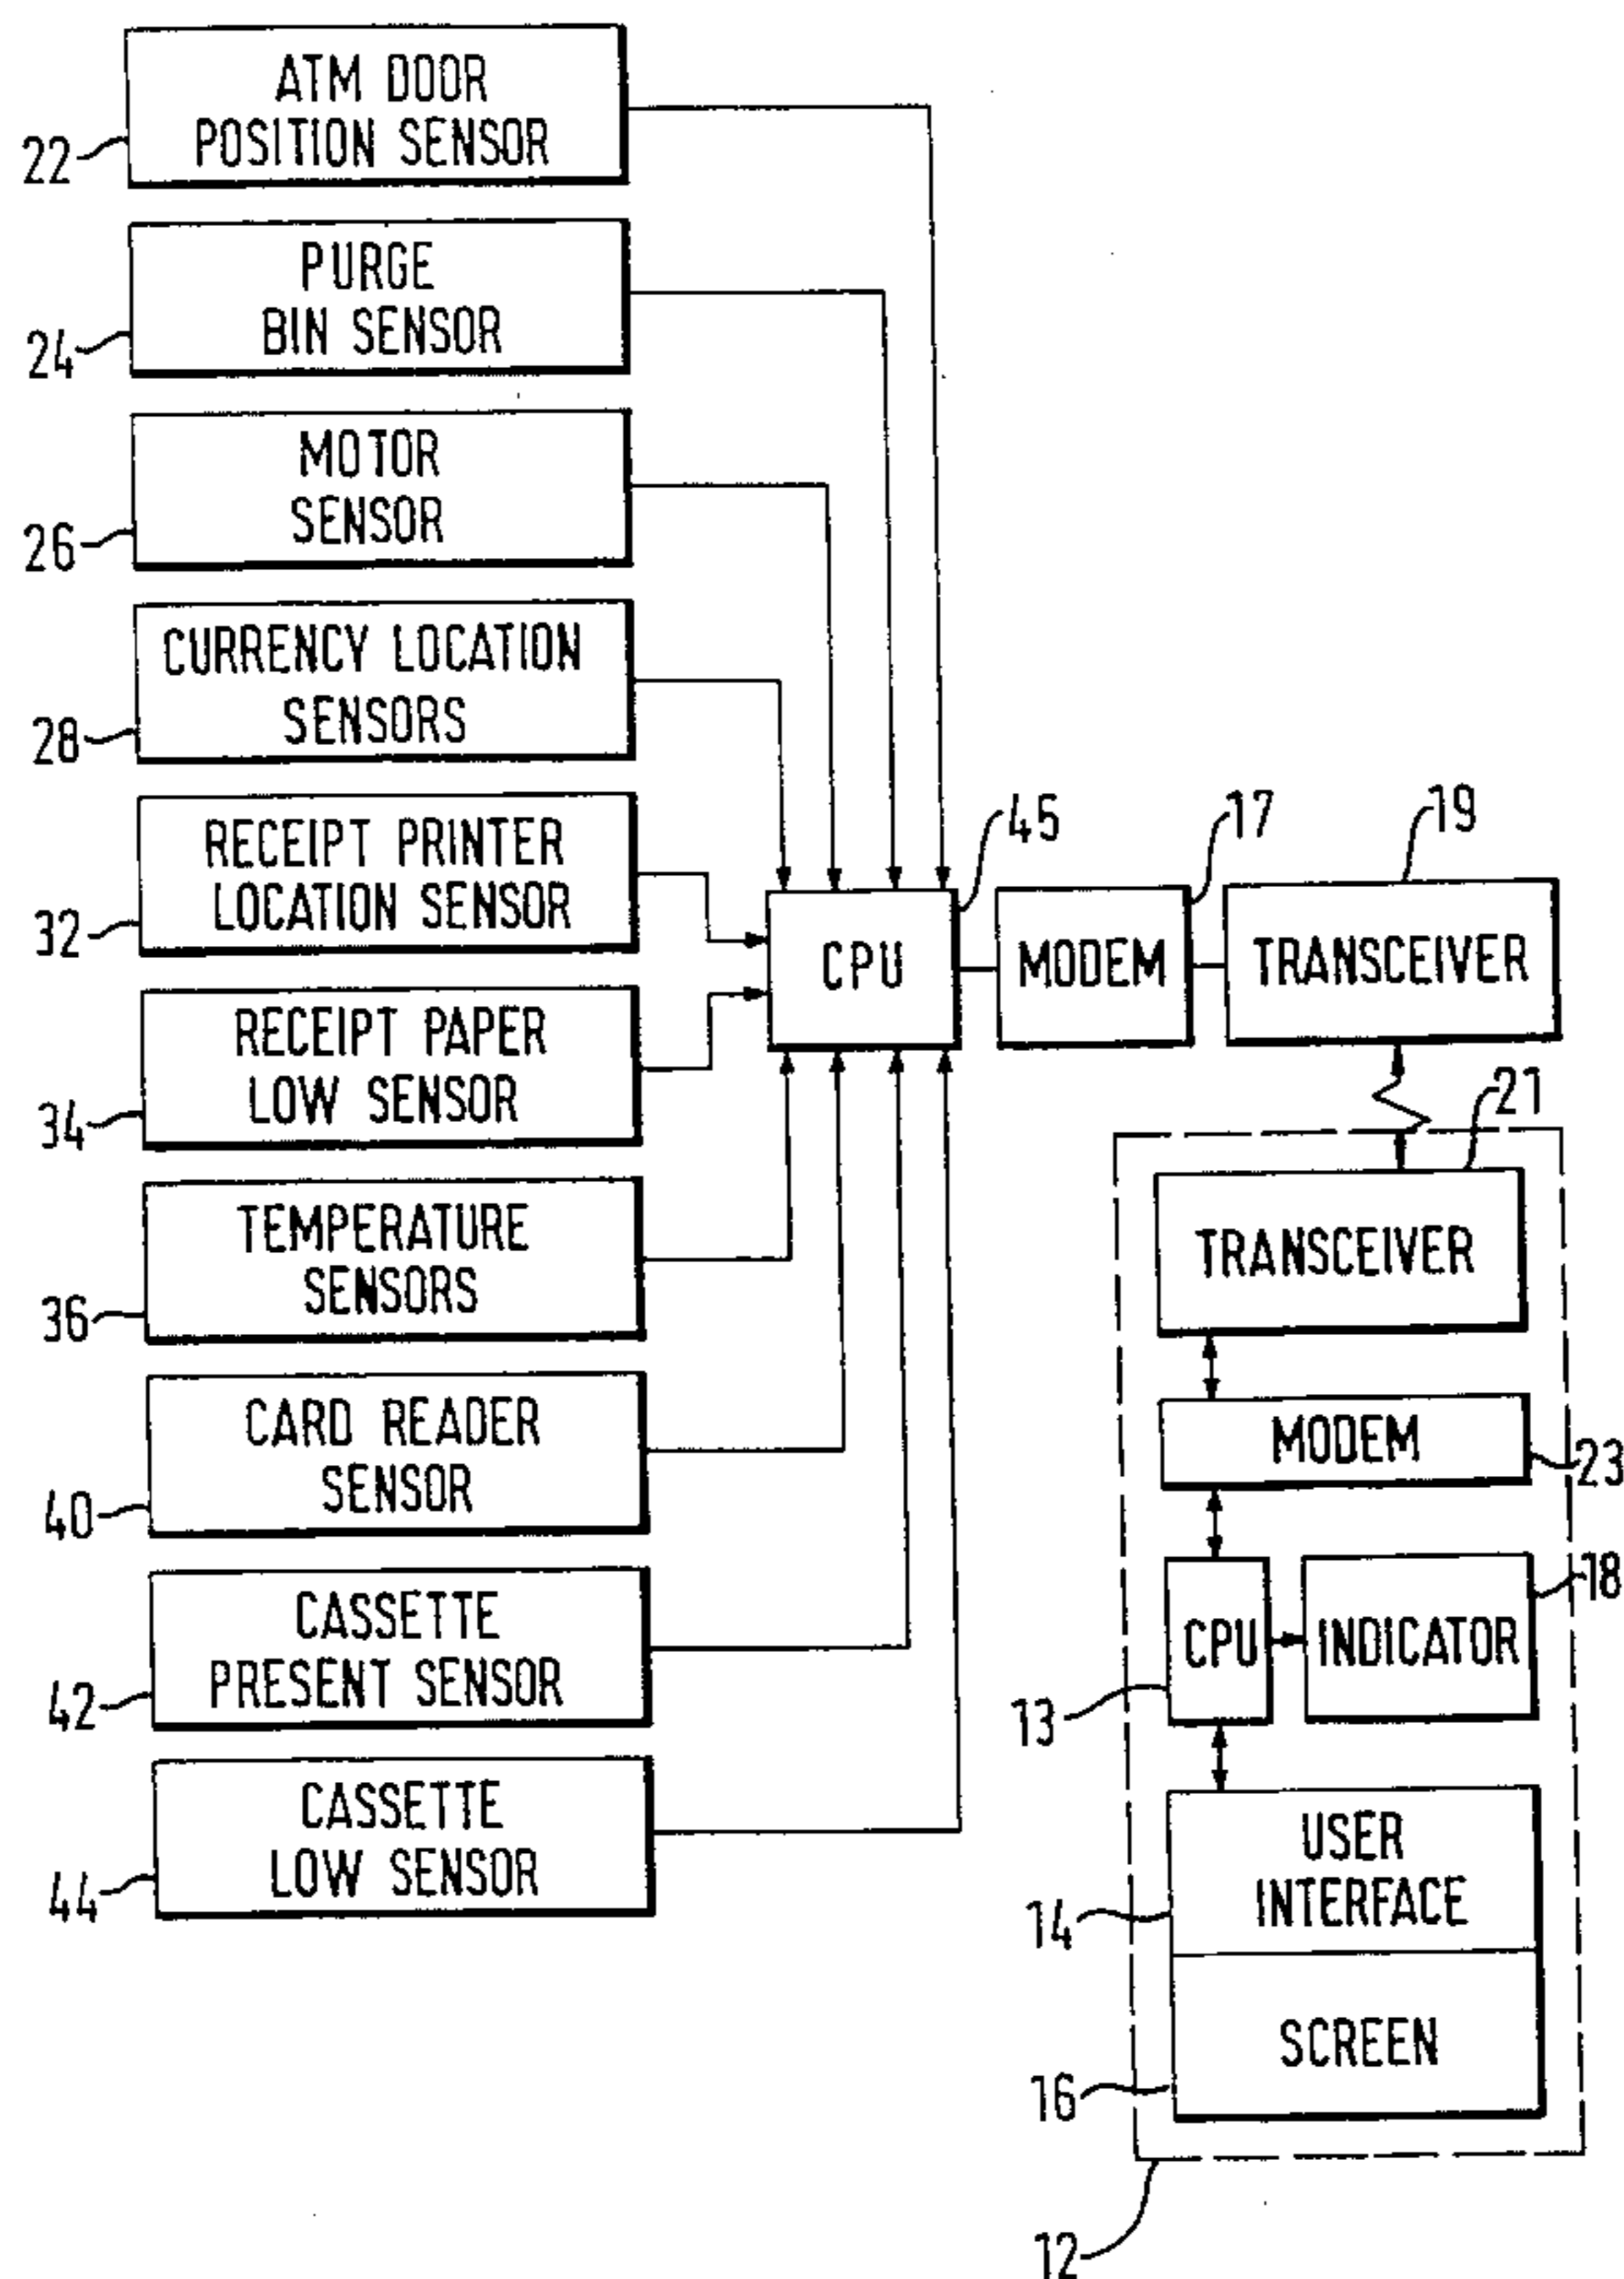 ATM DOOR
POSITION SENSOR
22
PURGE
BIN SENSOR
24
MOTOR
SENSOR
26
CURRENCY LOCATION
SENSORS
28
RECEIPT PRINTER
LOCATION SENSOR
32
RECEIPT PAPER
LOW SENSOR
34
TEMPERATURE
SENSORS
36
CARD READER
SENSOR
40
CASSETTE
PRESENT SENSOR
42
CASSETTE
LOW SENSOR
44
45
CPU
17
MODEM
19
TRANSCEIVER
21
TRANSCEIVER
MODEM
23
CPU
13
INDICATOR
18
USER
INTERFACE
14
SCREEN
16
12